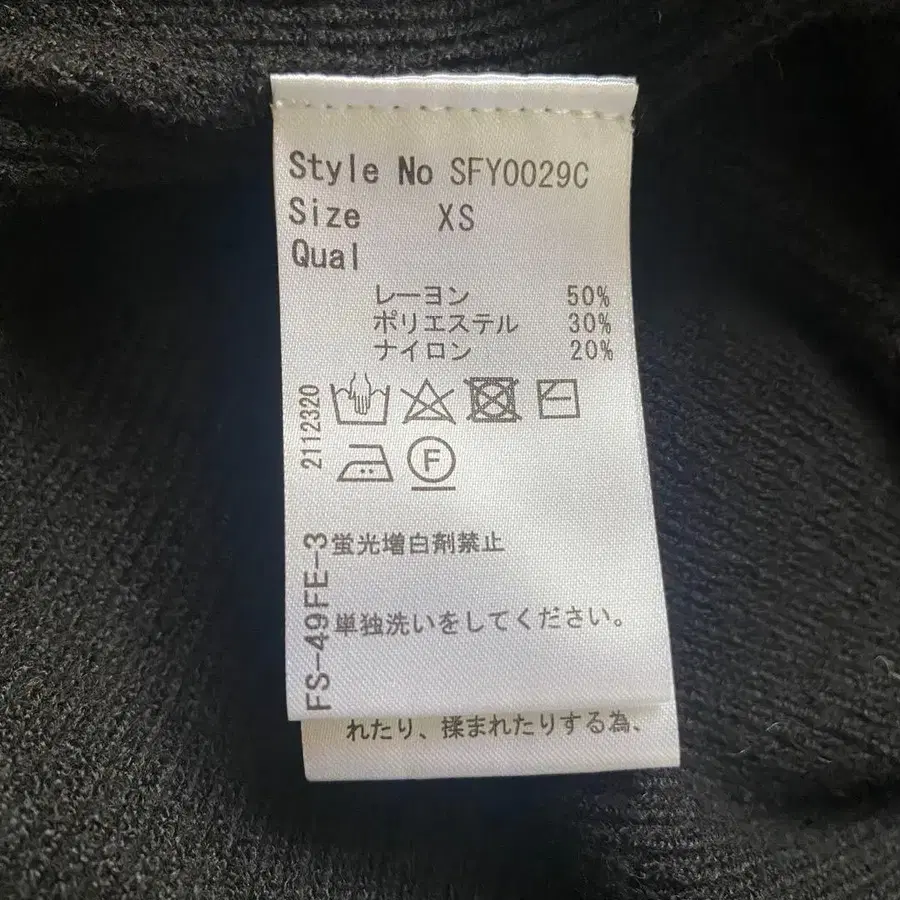 Style No SFY0029C
Size XS
Qual
レーヨン 50%
ポリエステル 30%
ナイロン 20%
2112320
F
FS-49FE-3
蛍光増白剤禁止
単独洗いをしてください。
れたり、揉まれたりする為、